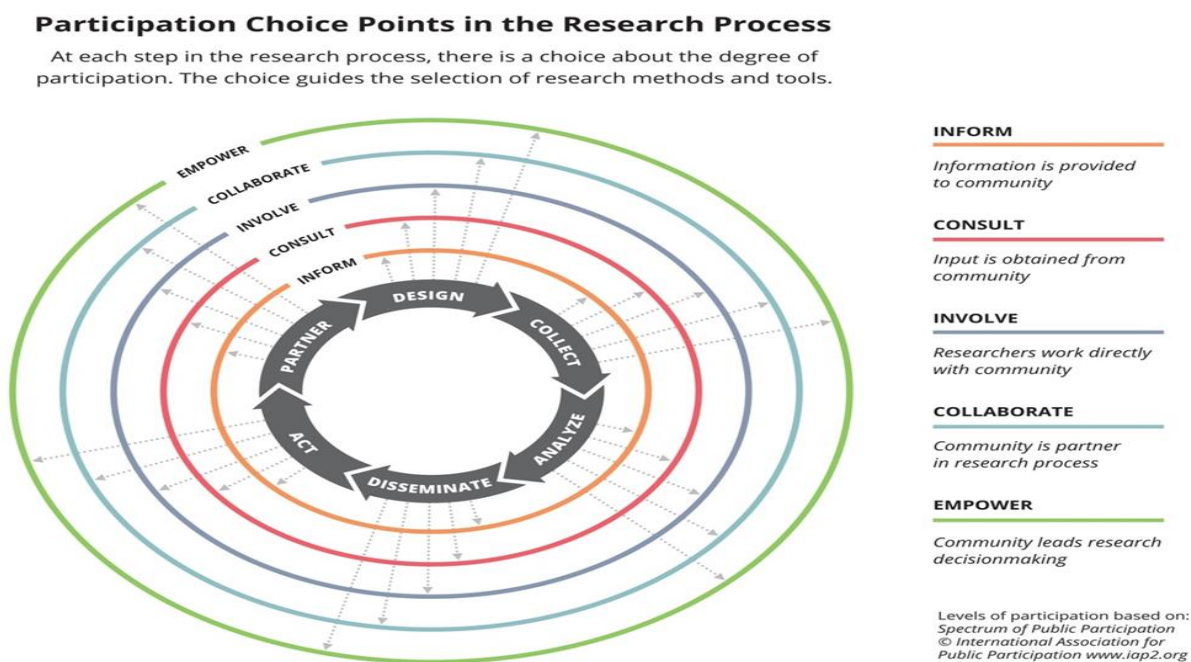 Participation Choice Points in the Research Process
At each step in the research process, there is a choice about the degree of
participation. The choice guides the selection of research methods and tools.
EMPOWER
COLLABORATE
INVOLVE
CONSULT
INFORM
DESIGN
COLLECT
ANALYZE
DISSEMINATE
ACT
PARTNER
INFORM
Information is provided
to community
CONSULT
Input is obtained from
community
INVOLVE
Researchers work directly
with community
COLLABORATE
Community is partner
in research process
EMPOWER
Community leads research
decisionmaking
Levels of participation based on:
Spectrum of Public Participation
© International Association for
Public Participation www.iap2.org